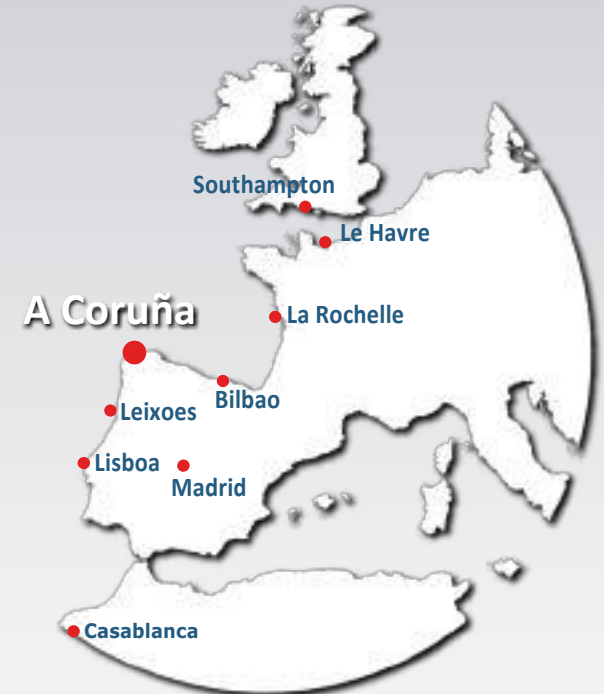 Southampton
Le Havre
A Coruña
La Rochelle
Bilbao
Leixoes
Lisboa
Madrid
Casablanca